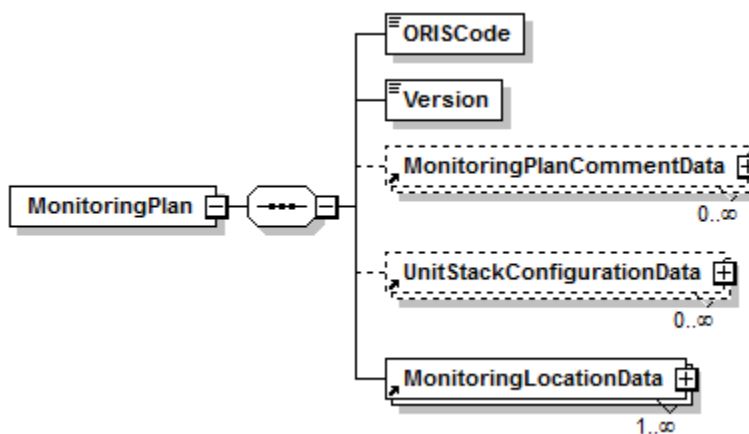 ORISCode
Version
MonitoringPlanCommentData
0..∞
MonitoringPlan
UnitStackConfigurationData
0..∞
MonitoringLocationData
1..∞